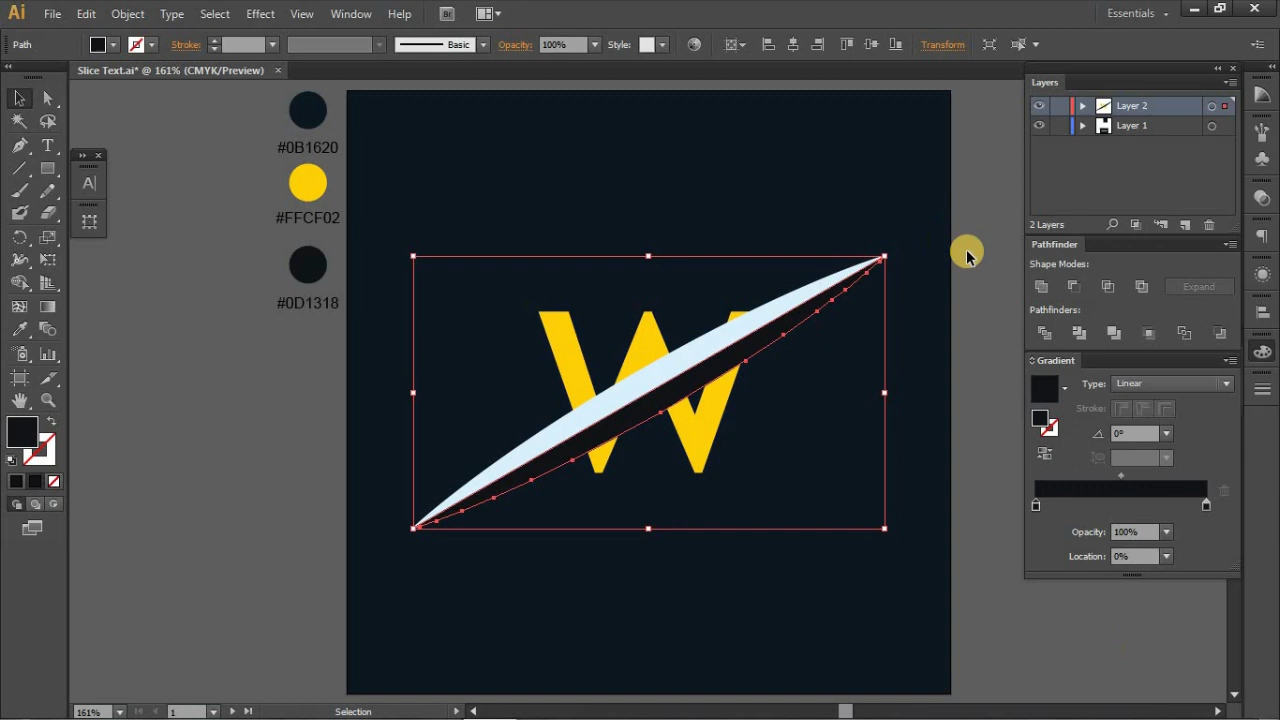 Ai File Edit Object Type Select Effect View Window Help Br Essentials
Path Stroke: Basic Opacity: 100% Style: Transform
Slice Text.ai* @ 161% (CMYK/Preview)
#0B1620
#FFCF02
#0D1318
A
W
Layers
Layer 2
Layer 1
2 Layers
Pathfinder
Shape Modes:
Expand
Pathfinders:
Gradient
Type: Linear
Stroke:
0°
Opacity: 100%
Location: 0%
161% 1 Selection